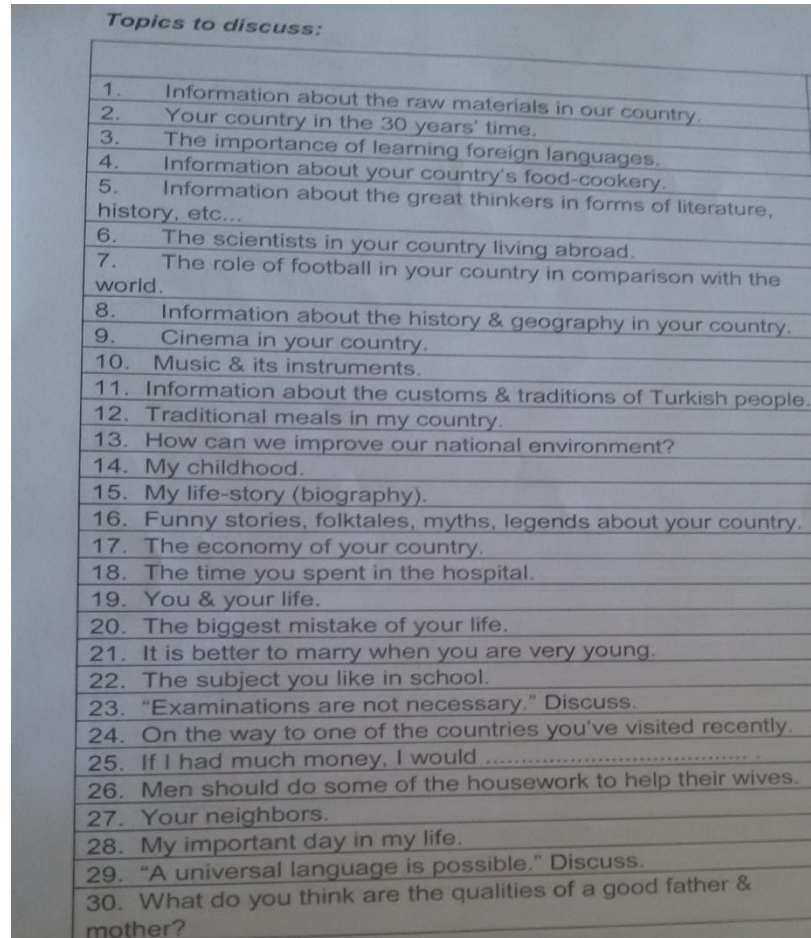 Topics to discuss:
1. Information about the raw materials in our country.
2. Your country in the 30 years' time.
3. The importance of learning foreign languages.
4. Information about your country's food-cookery.
5. Information about the great thinkers in forms of literature,
history, etc...
6. The scientists in your country living abroad.
7. The role of football in your country in comparison with the
world.
8. Information about the history & geography in your country.
9. Cinema in your country.
10. Music & its instruments.
11. Information about the customs & traditions of Turkish people.
12. Traditional meals in my country.
13. How can we improve our national environment?
14. My childhood.
15. My life-story (biography).
16. Funny stories, folktales, myths, legends about your country.
17. The economy of your country.
18. The time you spent in the hospital.
19. You & your life.
20. The biggest mistake of your life.
21. It is better to marry when you are very young.
22. The subject you like in school.
23. “Examinations are not necessary.” Discuss.
24. On the way to one of the countries you've visited recently.
25. If I had much money, I would ........................................ .
26. Men should do some of the housework to help their wives.
27. Your neighbors.
28. My important day in my life.
29. “A universal language is possible.” Discuss.
30. What do you think are the qualities of a good father &
mother?